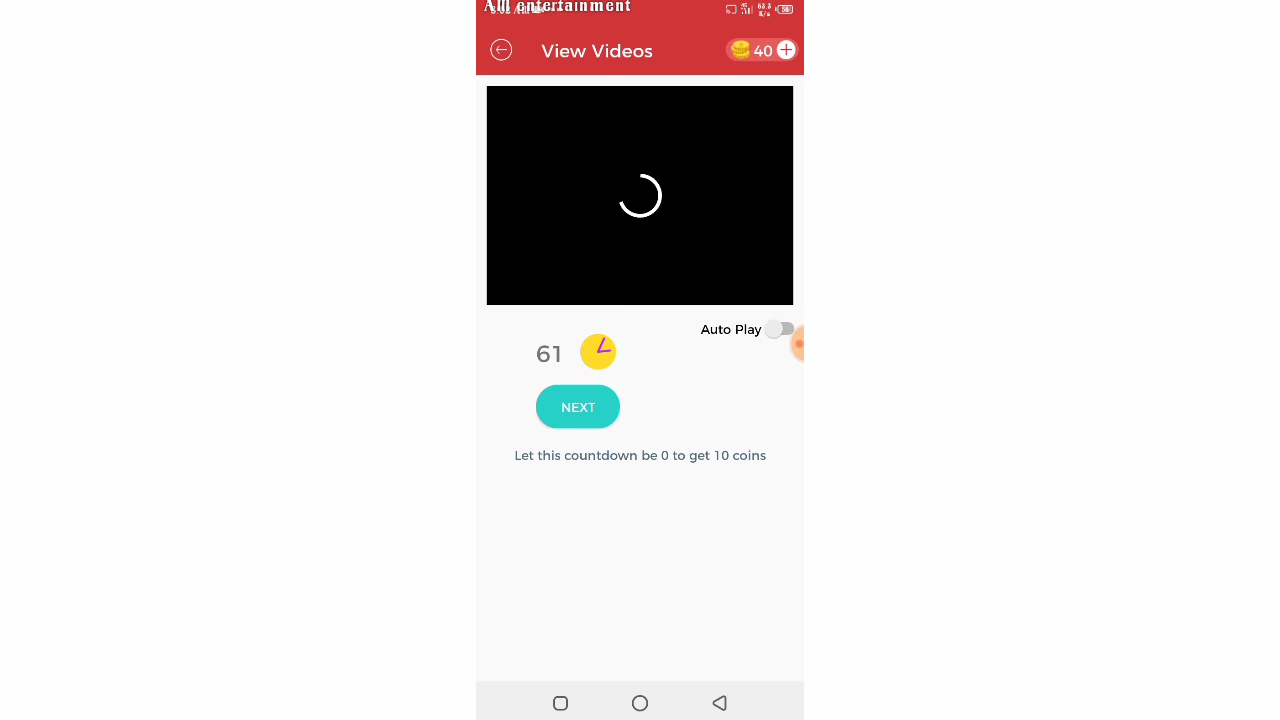 All entertainment
View Videos
40
Auto Play
61
NEXT
Let this countdown be 0 to get 10 coins